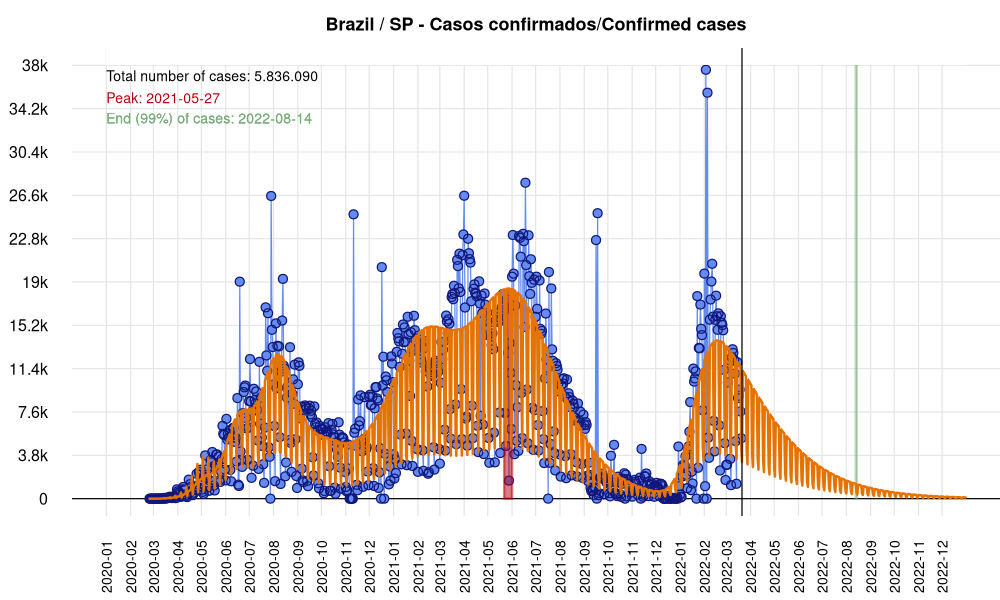 Brazil / SP - Casos confirmados/Confirmed cases
38k
34.2k
30.4k
26.6k
22.8k
19k
15.2k
11.4k
7.6k
3.8k
0
Total number of cases: 5.836.090
Peak: 2021-05-27
End (99%) of cases: 2022-08-14
2020-01
2020-02
2020-03
2020-04
2020-05
2020-06
2020-07
2020-08
2020-09
2020-10
2020-11
2020-12
2021-01
2021-02
2021-03
2021-04
2021-05
2021-06
2021-07
2021-08
2021-09
2021-10
2021-11
2021-12
2022-01
2022-02
2022-03
2022-04
2022-05
2022-06
2022-07
2022-08
2022-09
2022-10
2022-11
2022-12